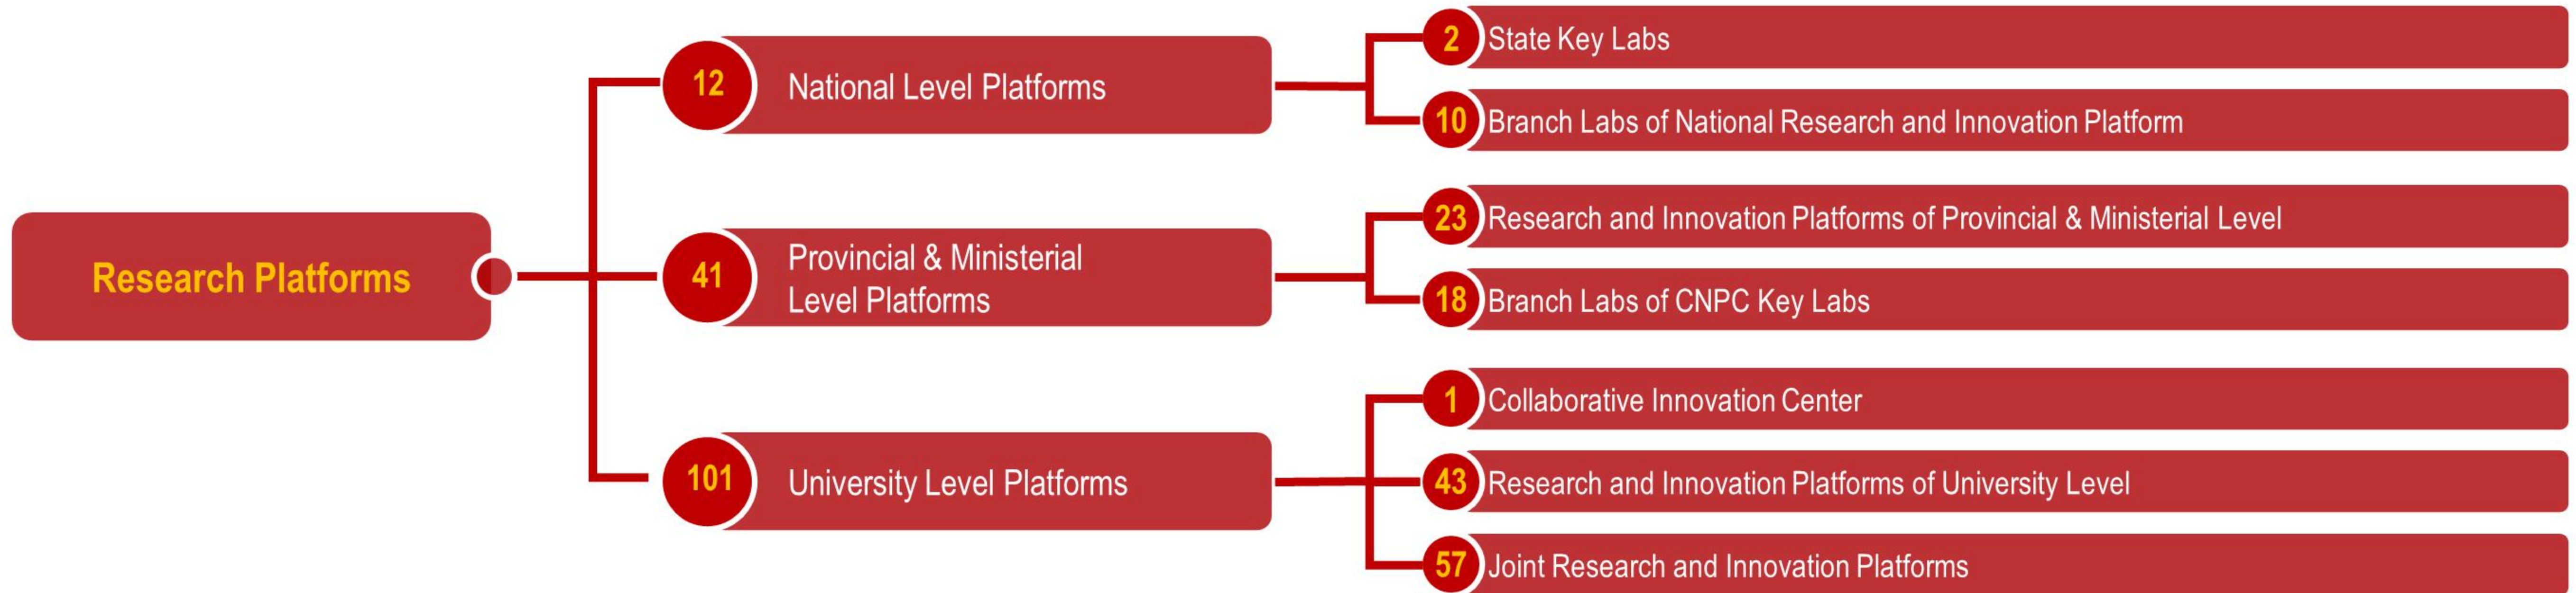 Research Platforms
12
National Level Platforms
2
State Key Labs
10
Branch Labs of National Research and Innovation Platform
41
Provincial & Ministerial
Level Platforms
23
Research and Innovation Platforms of Provincial & Ministerial Level
18
Branch Labs of CNPC Key Labs
101
University Level Platforms
1
Collaborative Innovation Center
43
Research and Innovation Platforms of University Level
57
Joint Research and Innovation Platforms